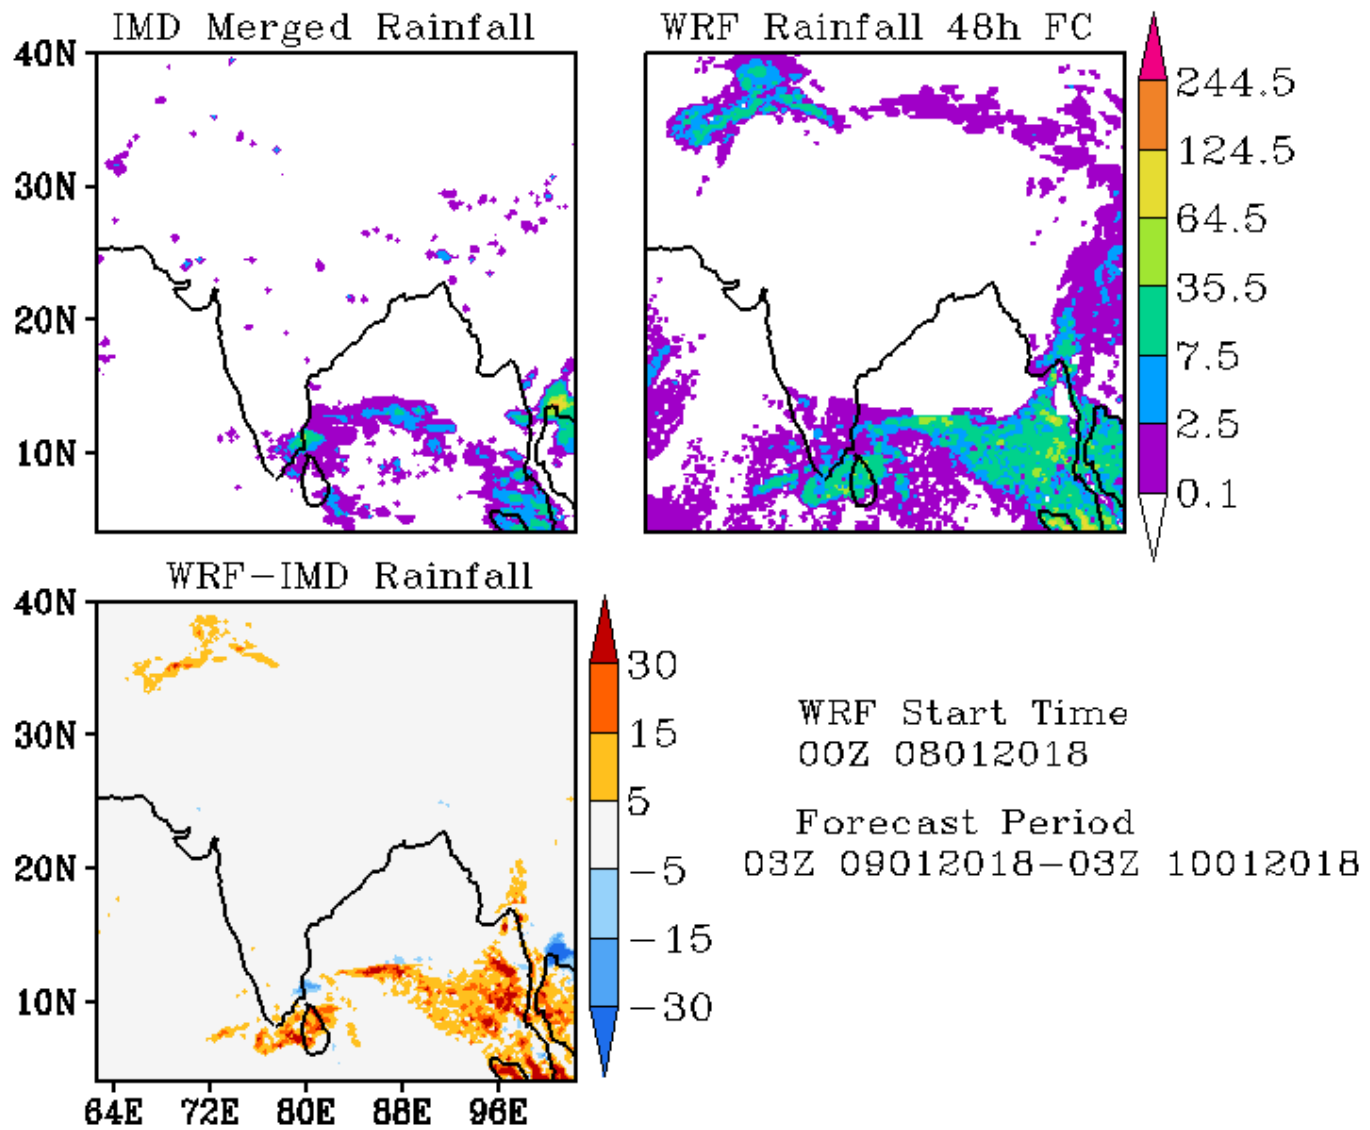 IMD Merged Rainfall
WRF Rainfall 48h FC
40N
30N
20N
10N
244.5
124.5
64.5
35.5
7.5
2.5
0.1
WRF-IMD Rainfall
40N
30N
20N
10N
64E 72E 80E 88E 96E
30
15
5
-5
-15
-30
WRF Start Time
00Z 08012018
Forecast Period
03Z 09012018-03Z 10012018